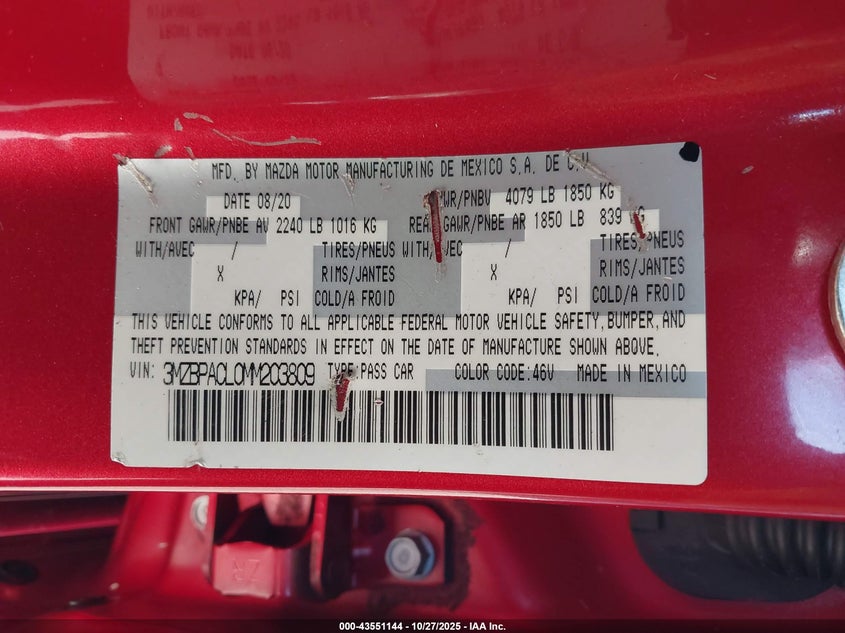 MFD. BY MAZDA MOTOR MANUFACTURING DE MEXICO S.A. DE C.V.
DATE 08/20 GVWR/PNBV 4079 LB 1850 KG
FRONT GAWR/PNBE AV 2240 LB 1016 KG REAR GAWR/PNBE AR 1850 LB 839 KG
WITH/AVEC / TIRES/PNEUS WITH/AVEC / TIRES/PNEUS
X RIMS/JANTES X RIMS/JANTES
KPA/ PSI COLD/A FROID KPA/ PSI COLD/A FROID
THIS VEHICLE CONFORMS TO ALL APPLICABLE FEDERAL MOTOR VEHICLE SAFETY, BUMPER, AND
THEFT PREVENTION STANDARDS IN EFFECT ON THE DATE OF MANUFACTURE SHOWN ABOVE.
VIN: 3MZBPA0L0MM203809 TYPE:PASS CAR COLOR CODE:46V MADE IN MEXICO
000-43551144 - 10/27/2025 - IAA Inc.